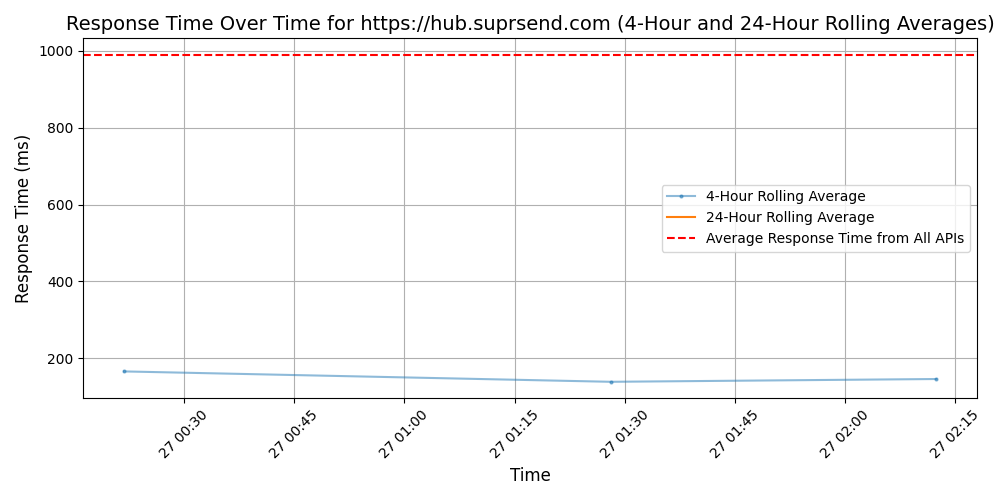 Response Time Over Time for https://hub.suprsend.com (4-Hour and 24-Hour Rolling Averages)
Response Time (ms)
1000
800
600
400
200
4-Hour Rolling Average
24-Hour Rolling Average
Average Response Time from All APIs
27 00:30
27 00:45
27 01:00
27 01:15
27 01:30
27 01:45
27 02:00
27 02:15
Time